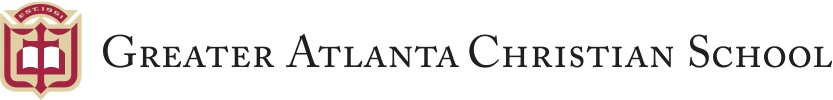 EST. 1961
GREATER ATLANTA CHRISTIAN SCHOOL